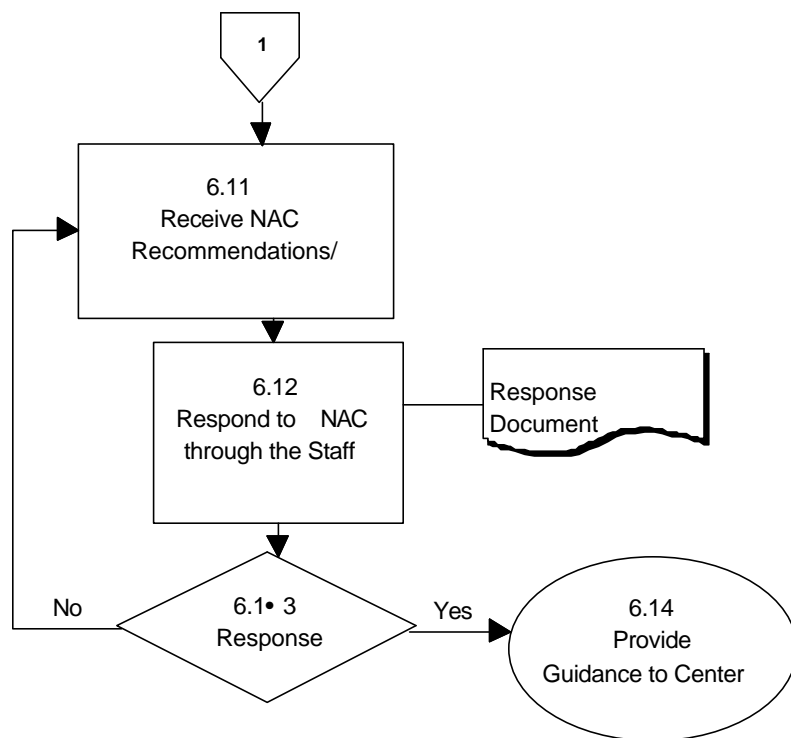 1
6.11
Receive NAC
Recommendations/
6.12
Respond to NAC
through the Staff
Response
Document
No
6.1• 3
Response
Yes
6.14
Provide
Guidance to Center